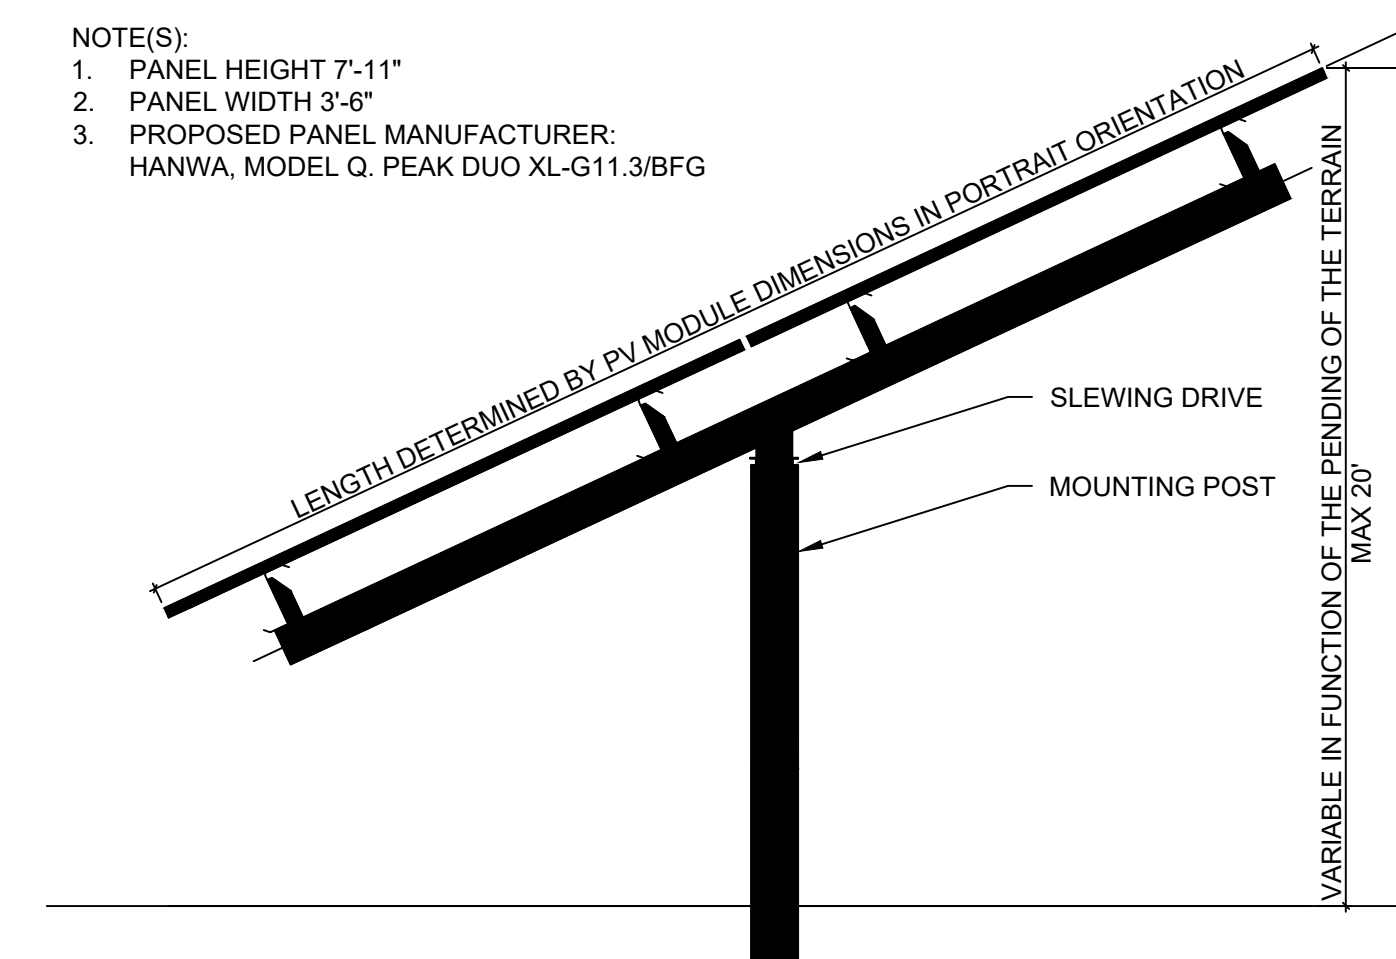 NOTE(S):
1. PANEL HEIGHT 7'-11"
2. PANEL WIDTH 3'-6"
3. PROPOSED PANEL MANUFACTURER:
HANWA, MODEL Q. PEAK DUO XL-G11.3/BFG
LENGTH DETERMINED BY PV MODULE DIMENSIONS IN PORTRAIT ORIENTATION
SLEWING DRIVE
MOUNTING POST
VARIABLE IN FUNCTION OF THE PENDING OF THE TERRAIN
MAX 20'